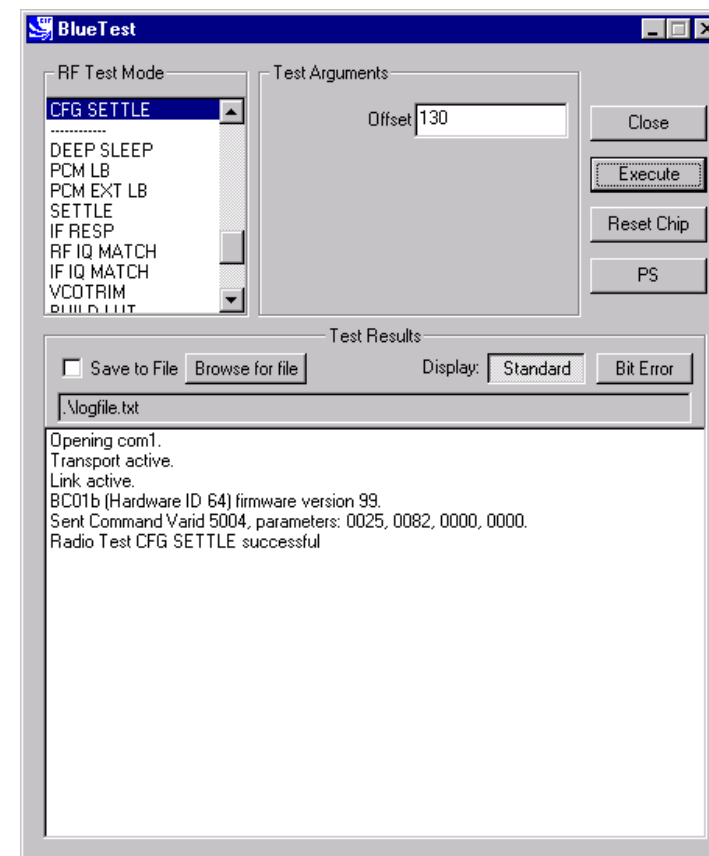 BlueTest
RF Test Mode
CFG SETTLE
------------
DEEP SLEEP
PCM LB
PCM EXT LB
SETTLE
IF RESP
RF IQ MATCH
IF IQ MATCH
VCOTRIM
BUILD LUT
Test Arguments
Offset 130
Close
Execute
Reset Chip
PS
Test Results
Save to File Browse for file Display: Standard Bit Error
.\logfile.txt
Opening com1.
Transport active.
Link active.
BC01b (Hardware ID 64) firmware version 99.
Sent Command Varid 5004, parameters: 0025, 0082, 0000, 0000.
Radio Test CFG SETTLE successful